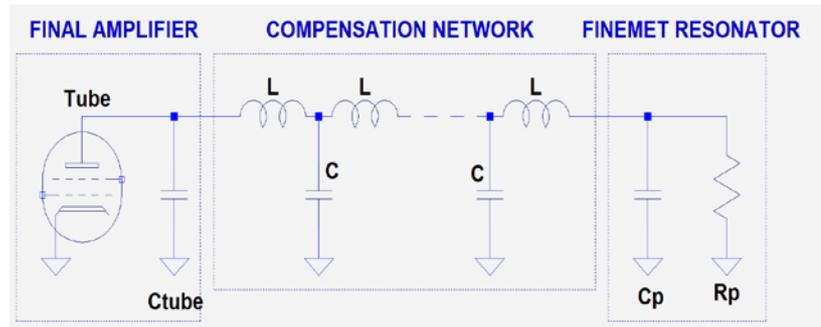 FINAL AMPLIFIER COMPENSATION NETWORK FINEMET RESONATOR
Tube L L L
C C
Ctube Cp Rp